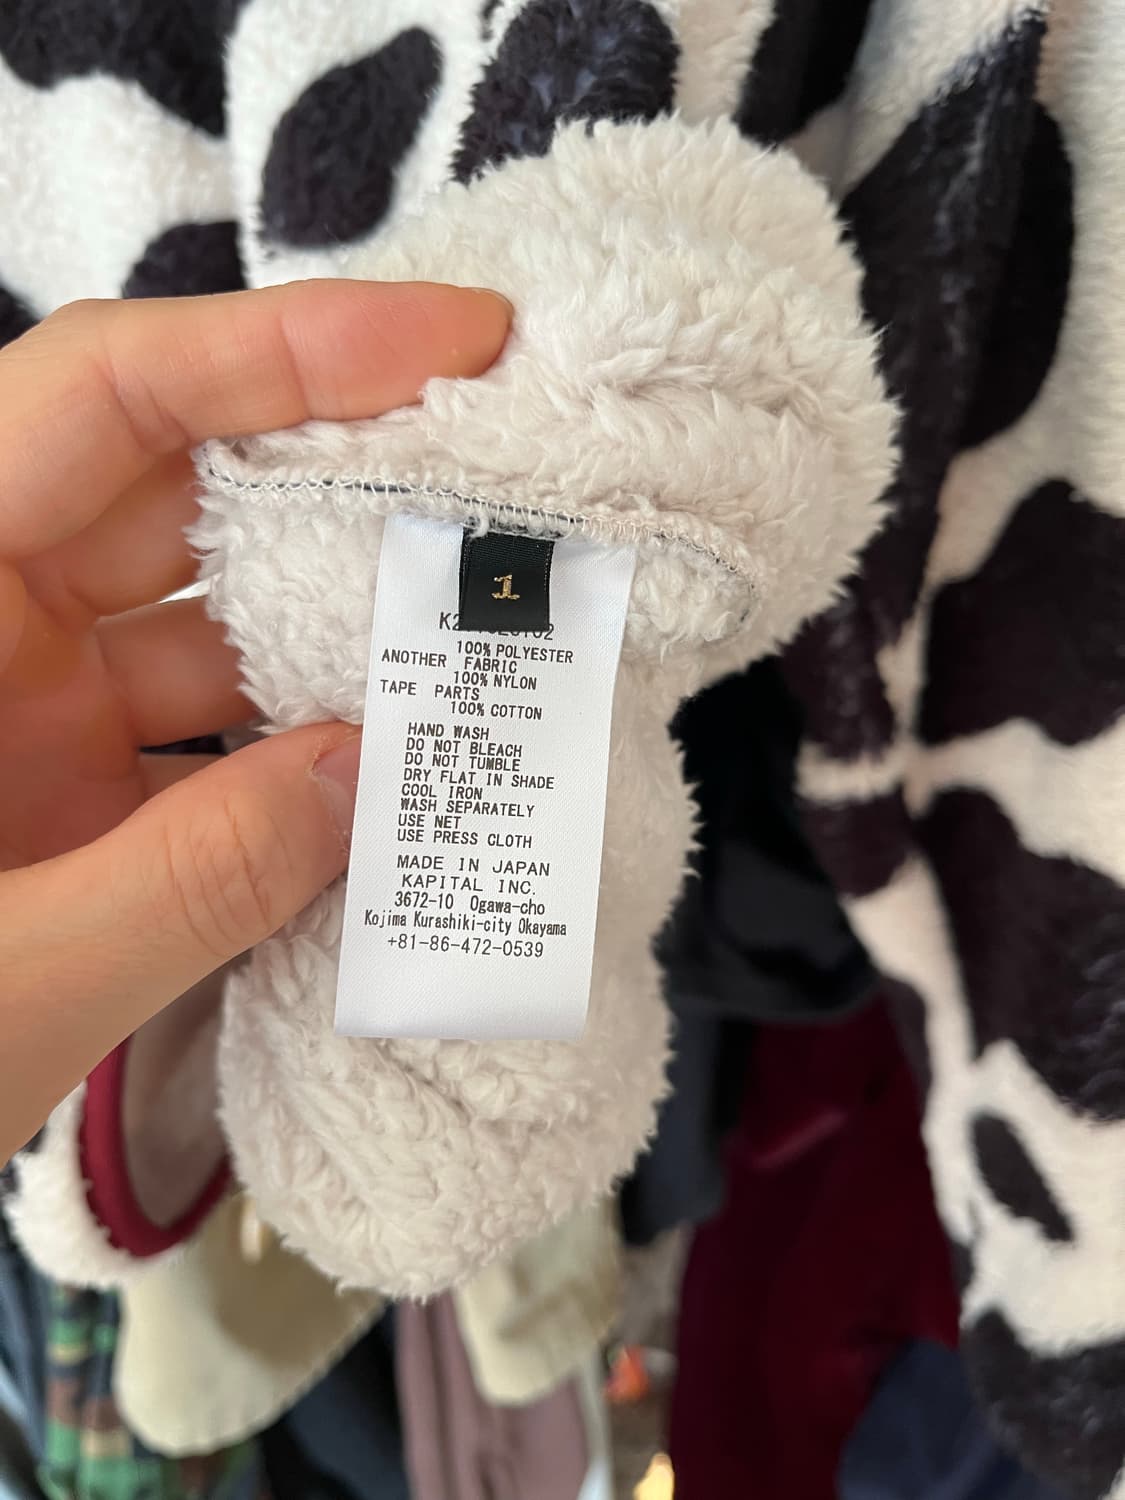 1
100% POLYESTER
ANOTHER FABRIC
100% NYLON
TAPE PARTS
100% COTTON
HAND WASH
DO NOT BLEACH
DO NOT TUMBLE
DRY FLAT IN SHADE
COOL IRON
WASH SEPARATELY
USE NET
USE PRESS CLOTH
MADE IN JAPAN
KAPITAL INC.
3672-10 Ogawa-cho
Kojima Kurashiki-city Okayama
+81-86-472-0539